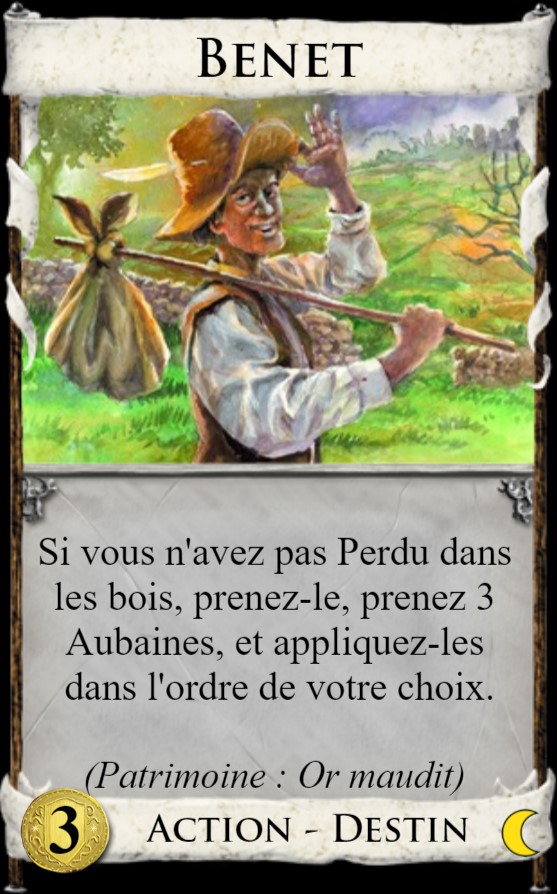 BENET
Si vous n'avez pas Perdu dans
les bois, prenez-le, prenez 3
Aubaines, et appliquez-les
dans l'ordre de votre choix.
(Patrimoine : Or maudit)
3 ACTION - DESTIN